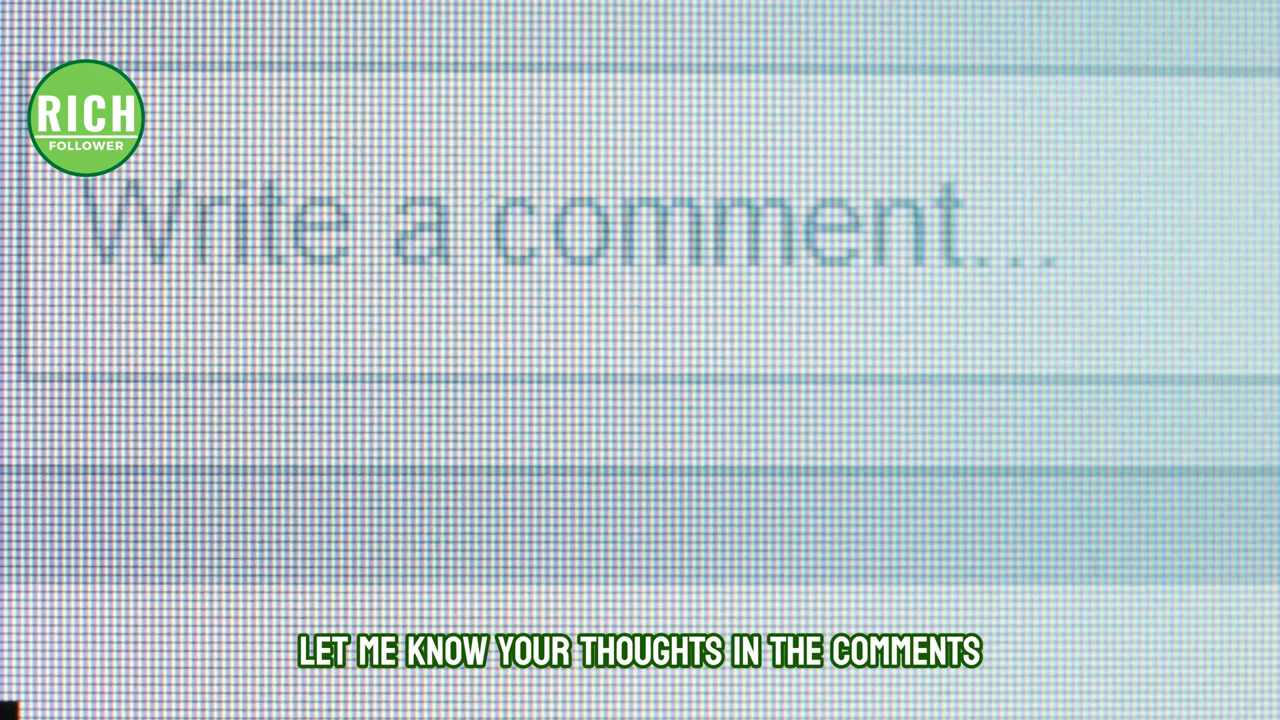 RICH
FOLLOWER
Write a comment...
LET ME KNOW YOUR THOUGHTS IN THE COMMENTS